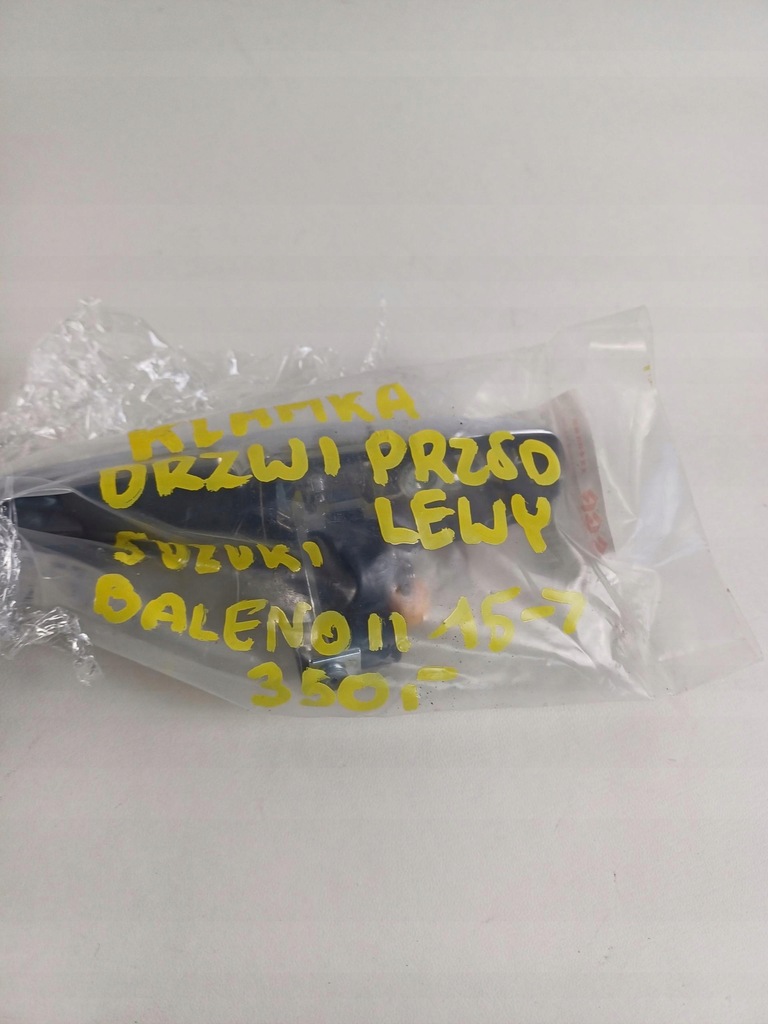 KLAMKA
DRZWI PRZÓD
LEWY
SUZUKI
BALENO II 15-?
350,-